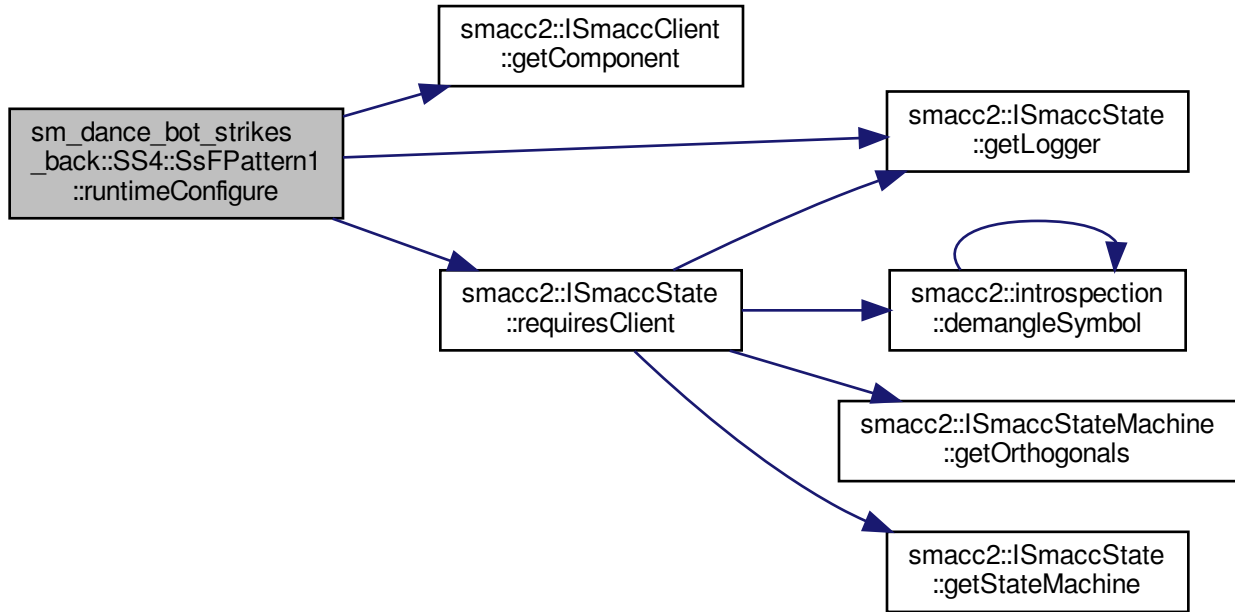 smacc2::ISmaccClient
::getComponent
sm_dance_bot_strikes
_back::SS4::SsFPattern1
::runtimeConfigure
smacc2::ISmaccState
::getLogger
smacc2::ISmaccState
::requiresClient
smacc2::introspection
::demangleSymbol
smacc2::ISmaccStateMachine
::getOrthogonals
smacc2::ISmaccState
::getStateMachine